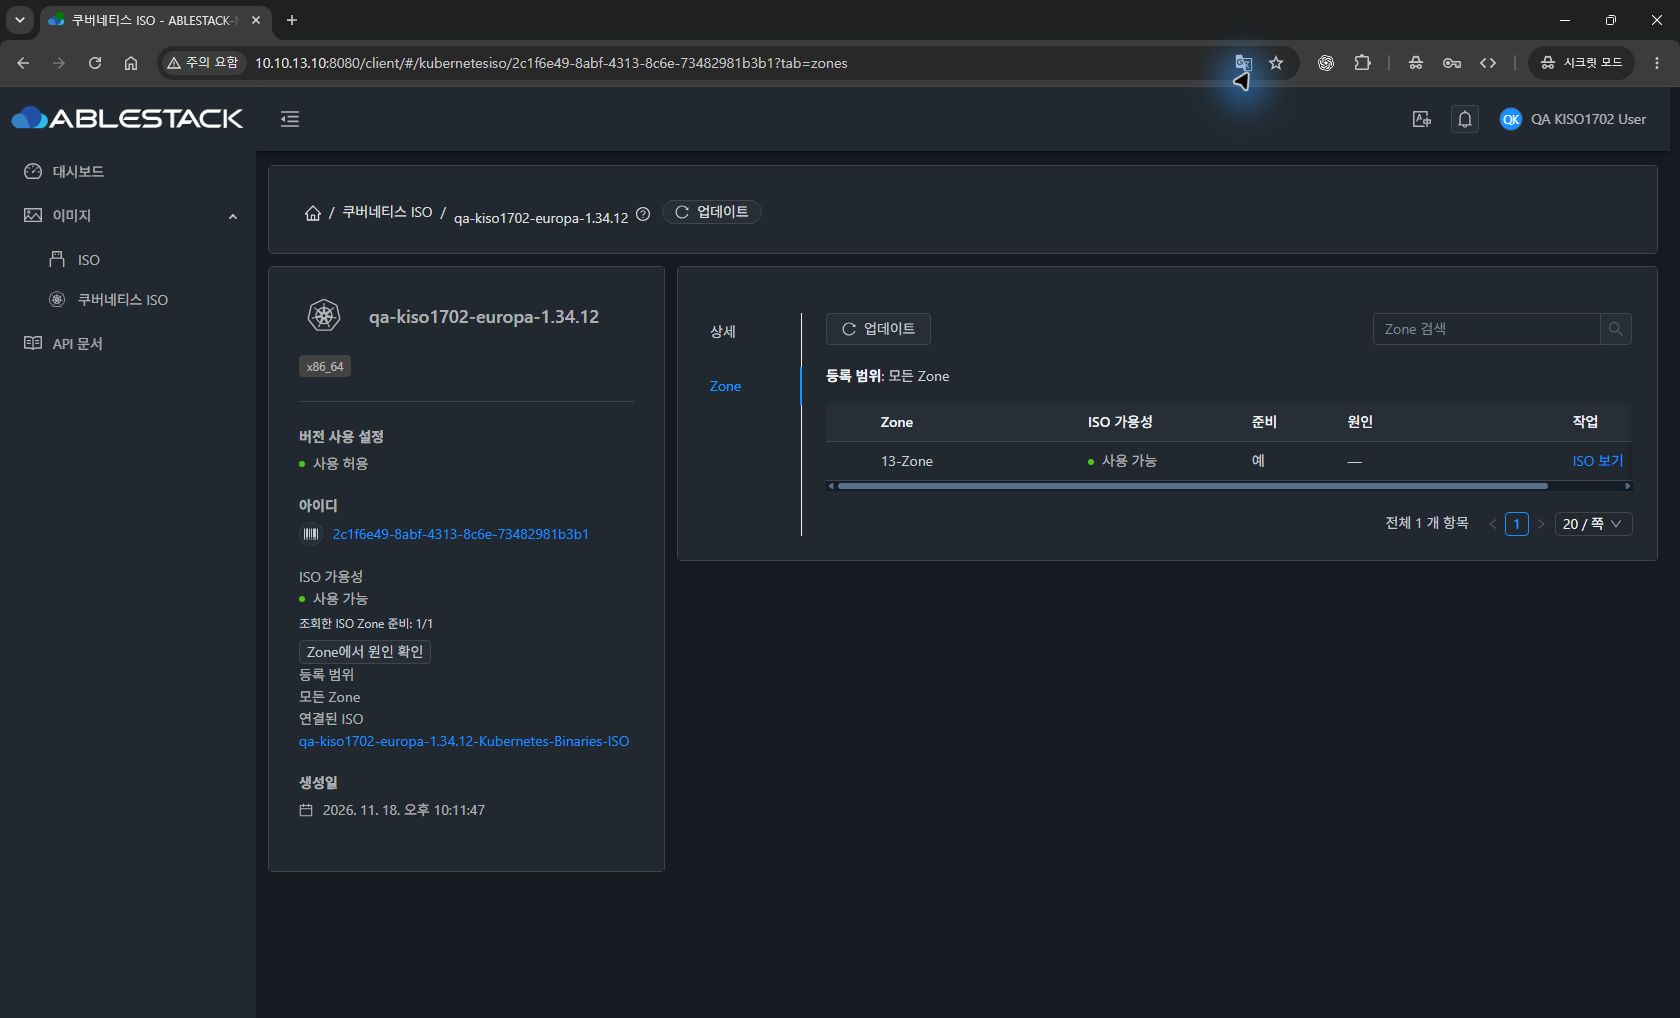 쿠버네티스 ISO - ABLESTACK-
주의 요함
10.10.13.10:8080/client/#/kubernetesiso/2c1f6e49-8abf-4313-8c6e-73482981b3b1?tab=zones
시크릿 모드
ABLESTACK
QK QA KISO1702 User
대시보드
이미지
ISO
쿠버네티스 ISO
API 문서
/ 쿠버네티스 ISO / qa-kiso1702-europa-1.34.12 업데이트
qa-kiso1702-europa-1.34.12
x86_64
버전 사용 설정
사용 허용
아이디
2c1f6e49-8abf-4313-8c6e-73482981b3b1
ISO 가용성
사용 가능
조회한 ISO Zone 준비: 1/1
Zone에서 원인 확인
등록 범위
모든 Zone
연결된 ISO
qa-kiso1702-europa-1.34.12-Kubernetes-Binaries-ISO
생성일
2026. 11. 18. 오후 10:11:47
상세
Zone
업데이트
Zone 검색
등록 범위: 모든 Zone
Zone ISO 가용성 준비 원인 작업
13-Zone 사용 가능 예 — ISO 보기
전체 1 개 항목 < 1 > 20 / 쪽